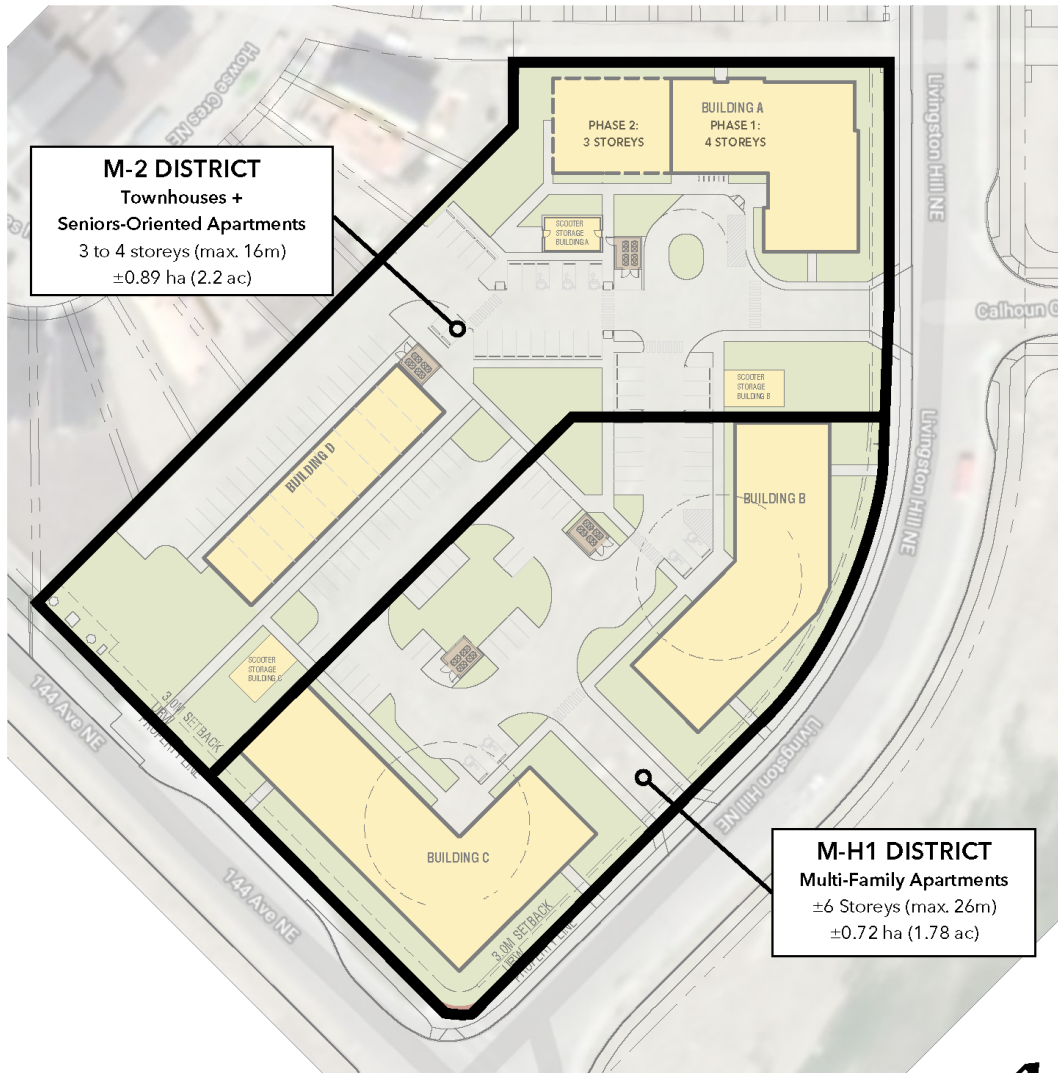 Howse Cres NE
Livingston Hill NE
BUILDING A
PHASE 1:
4 STOREYS
PHASE 2:
3 STOREYS
M-2 DISTRICT
Townhouses +
Seniors-Oriented Apartments
3 to 4 storeys (max. 16m)
±0.89 ha (2.2 ac)
SCOOTER
STORAGE
BUILDING A
Calhoun C
SCOOTER
STORAGE
BUILDING B
BUILDING D
Livingston Hill NE
BUILDING B
SCOOTER
STORAGE
BUILDING C
144 Ave NE
3.0M SETBACK
URW
PROPERTY LINE
Livingston Hill NE
BUILDING C
M-H1 DISTRICT
Multi-Family Apartments
±6 Storeys (max. 26m)
±0.72 ha (1.78 ac)
144 Ave NE
3.0M SETBACK
URW
PROPERTY LINE